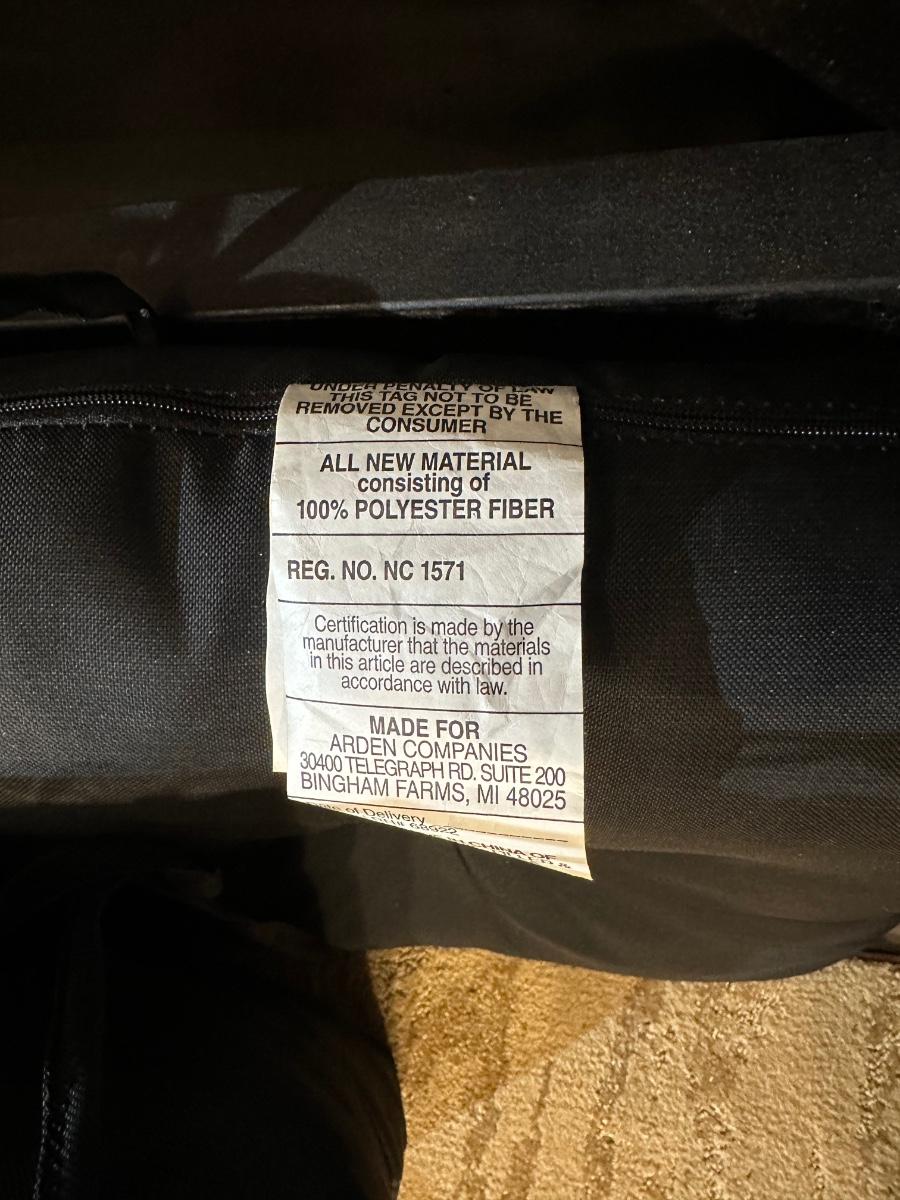 UNDER PENALTY OF LAW
THIS TAG NOT TO BE
REMOVED EXCEPT BY THE
CONSUMER
ALL NEW MATERIAL
consisting of
100% POLYESTER FIBER
REG. NO. NC 1571
Certification is made by the
manufacturer that the materials
in this article are described in
accordance with law.
MADE FOR
ARDEN COMPANIES
30400 TELEGRAPH RD. SUITE 200
BINGHAM FARMS, MI 48025
of Delivery
68922
CHINA OF